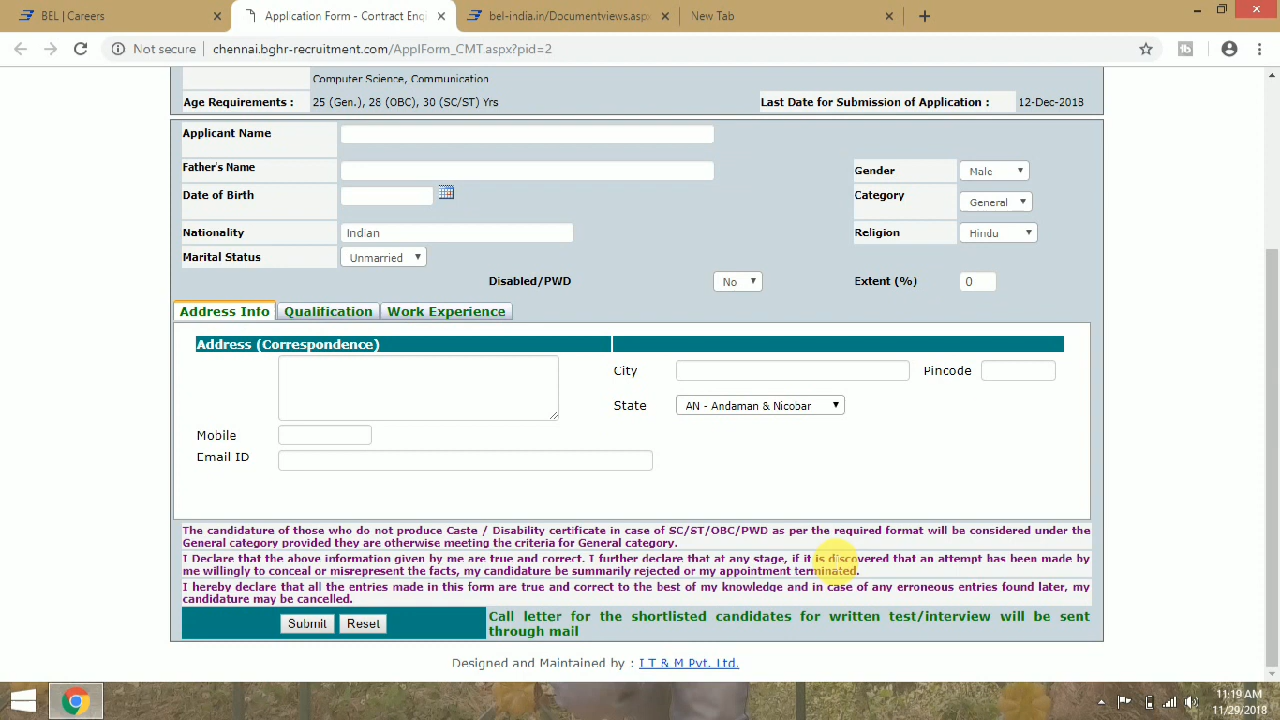 BEL | Careers
Application Form - Contract Eng
bel-india.in/Documentviews.aspx
New Tab
Not secure
chennai.bghr-recruitment.com/ApplForm_CMT.aspx?pid=2
Computer Science, Communication
Age Requirements :
25 (Gen.), 28 (OBC), 30 (SC/ST) Yrs
Last Date for Submission of Application :
12-Dec-2018
Applicant Name
Father's Name
Gender
Male
Date of Birth
Category
General
Nationality
Indian
Religion
Hindu
Marital Status
Unmarried
Disabled/PWD
No
Extent (%)
0
Address Info
Qualification
Work Experience
Address (Correspondence)
City
Pincode
State
AN - Andaman & Nicobar
Mobile
Email ID
The candidature of those who do not produce Caste / Disability certificate in case of SC/ST/OBC/PWD as per the required format will be considered under the
General category provided they are otherwise meeting the criteria for General category.
I Declare that the above information given by me are true and correct. I further declare that at any stage, if it is discovered that an attempt has been made by
me willingly to conceal or misrepresent the facts, my candidature be summarily rejected or my appointment terminated.
I hereby declare that all the entries made in this form are true and correct to the best of my knowledge and in case of any erroneous entries found later, my
candidature may be cancelled.
Submit
Reset
Call letter for the shortlisted candidates for written test/interview will be sent
through mail
Designed and Maintained by : I.T & M Pvt. Ltd.
11:19 AM
11/29/2018